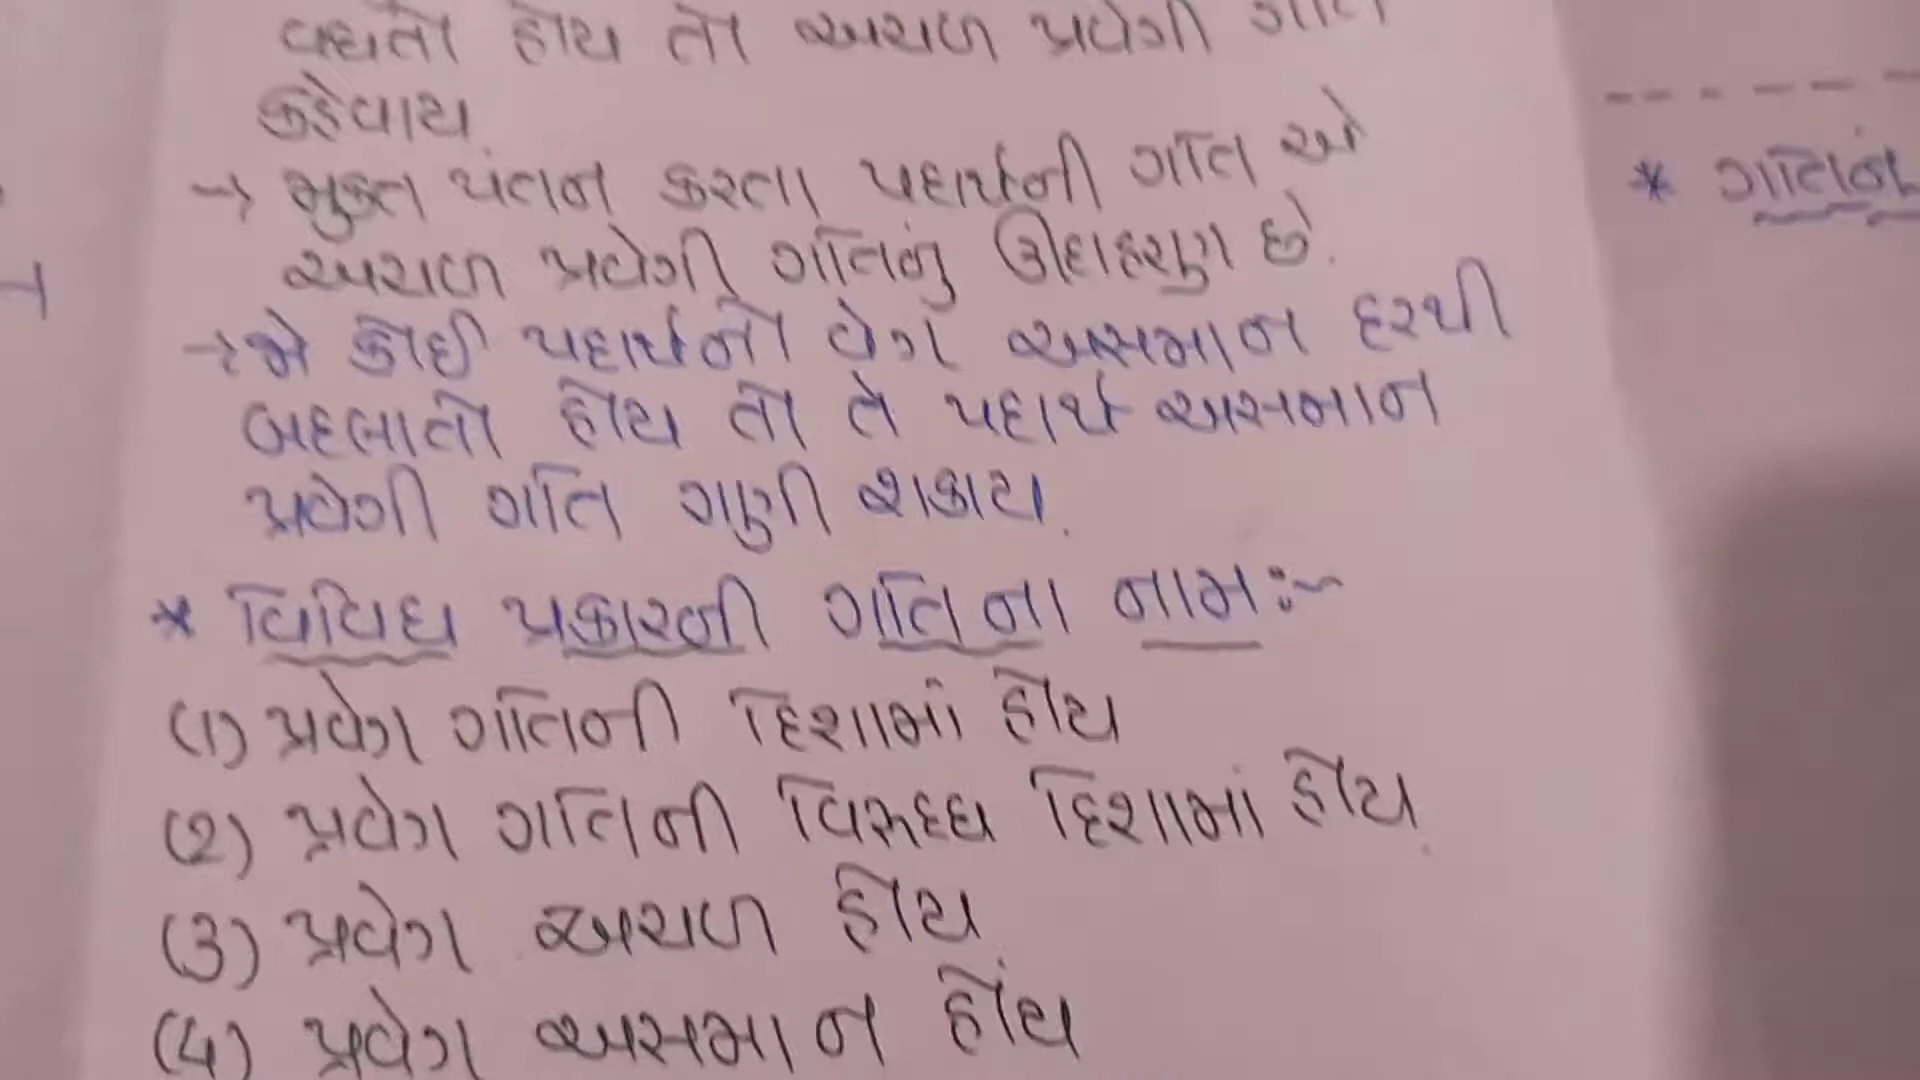 વધતો હોય તો અચળ પ્રવેગી ગતિ
કહેવાય
→ મુક્ત પંતન કરતા પદાર્થની ગતિ એ
અચળ પ્રવેગી ગતિનું ઊદાહરણ છે.
→ જો કોઈ પદાર્થનો વેગ અસમાન દરથી
બદલાતો હોય તો તે પદાર્થ અસમાન
પ્રવેગી ગતિ ગણી શકાય.
* વિવિધ પ્રકારની ગતિ ના નામ :-
(1) પ્રવેગ ગતિની દિશામાં હોય
(2) પ્રવેગ ગતિની વિરૂદ્ધ દિશામાં હોય.
(3) પ્રવેગ અચળ હોય
(4) પ્રવેગ અસમાન હોય
* ગતિના